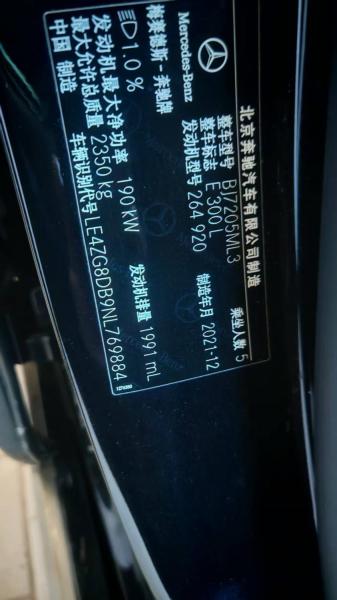 北京奔驰汽车有限公司制造
Mercedes-Benz
梅赛德斯-奔驰牌
整车型号 BJ7205ML3
整车标志 E 300 L
发动机型号 264 920
乘坐人数 5
制造年月 2021-12
1.0 %
发动机最大净功率 190 kW
发动机排量 1991 mL
最大允许总质量 2350 kg
车辆识别代号 LE4ZG8DB9NL769884
中国 制造